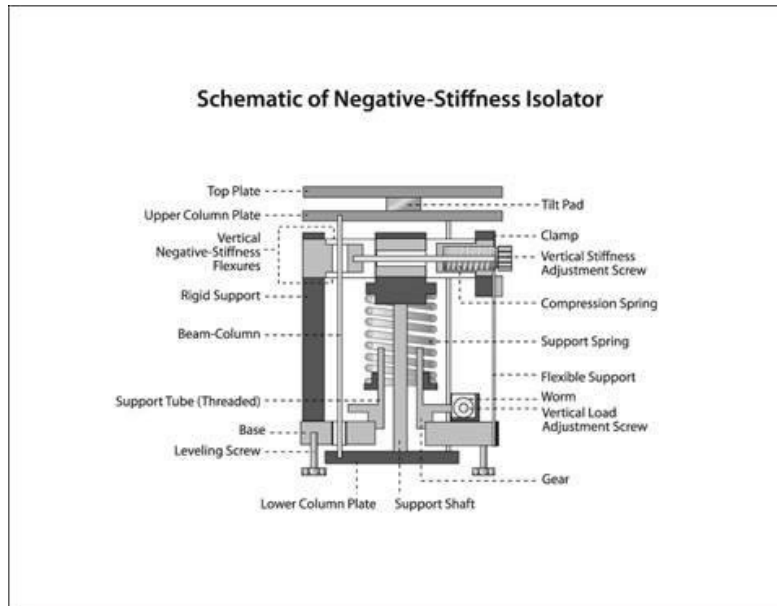 Schematic of Negative-Stiffness Isolator
Top Plate
Tilt Pad
Upper Column Plate
Clamp
Vertical
Negative-Stiffness
Flexures
Vertical Stiffness
Adjustment Screw
Rigid Support
Compression Spring
Beam-Column
Support Spring
Flexible Support
Support Tube (Threaded)
Worm
Vertical Load
Adjustment Screw
Base
Leveling Screw
Gear
Lower Column Plate
Support Shaft